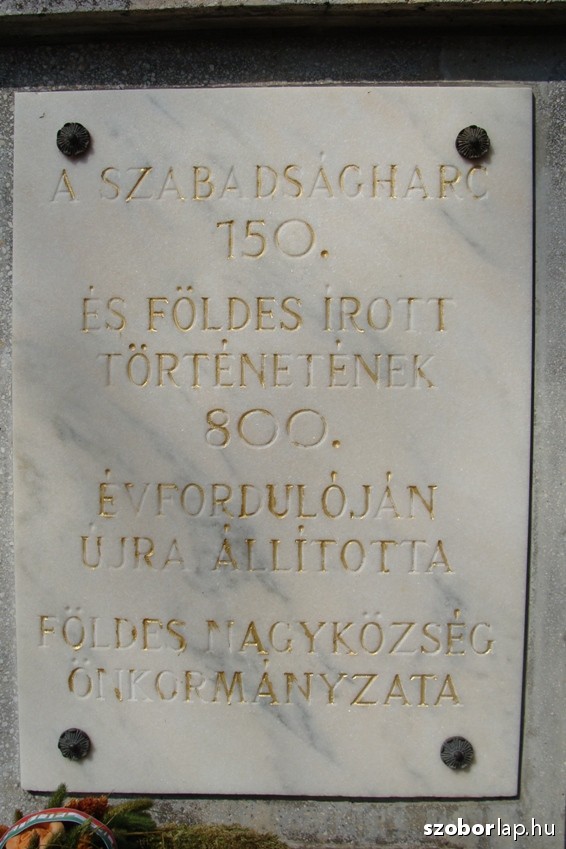 A SZABADSÁGHARC
150.
ÉS FÖLDES ÍROTT
TÖRTÉNETÉNEK
800.
ÉVFORDULÓJÁN
ÚJRA ÁLLÍTOTTA
FÖLDES NAGYKÖZSÉG
ÖNKORMÁNYZATA
szoborlap.hu